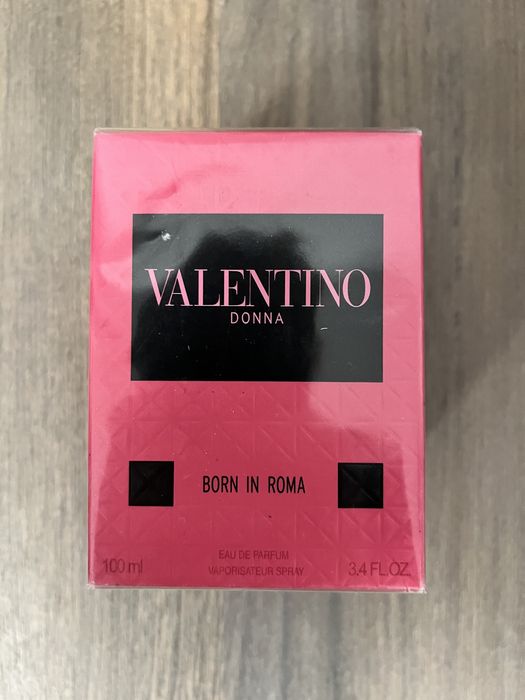 VALENTINO
DONNA
BORN IN ROMA
EAU DE PARFUM
100 ml VAPORISATEUR SPRAY 3.4 FL.OZ.